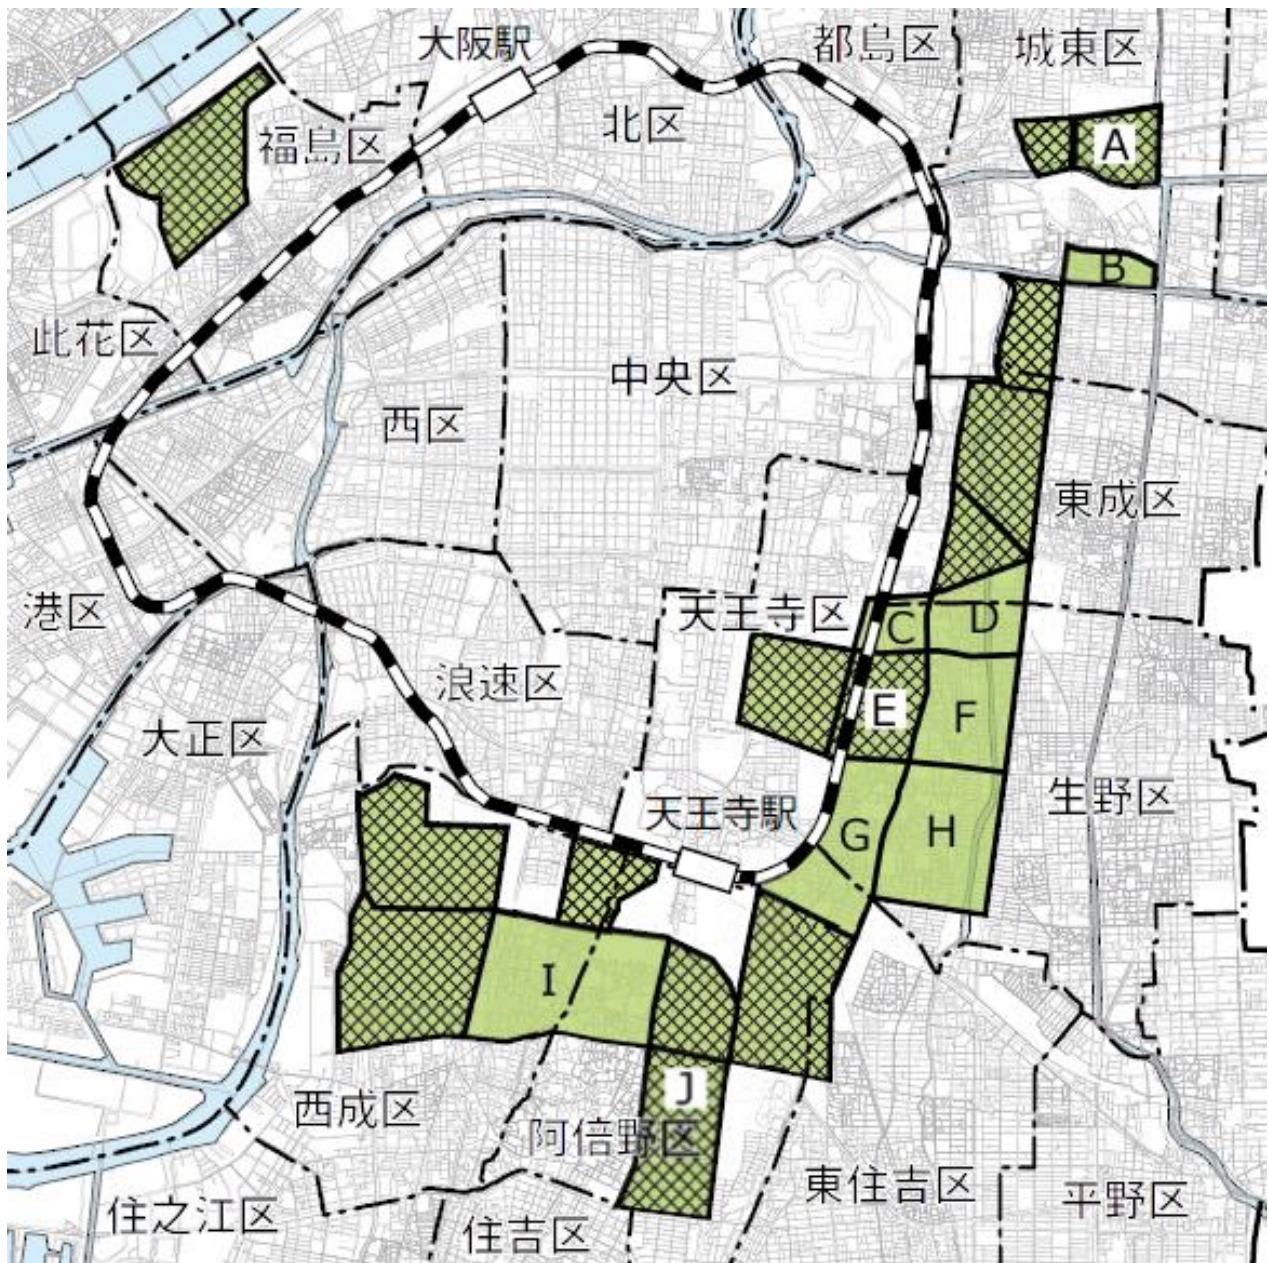 大阪駅
都島区
城東区
北区
福島区
A
B
此花区
中央区
西区
東成区
港区
天王寺区
C
D
浪速区
E
F
大正区
天王寺駅
生野区
G
H
I
J
西成区
阿倍野区
東住吉区
平野区
住之江区
住吉区